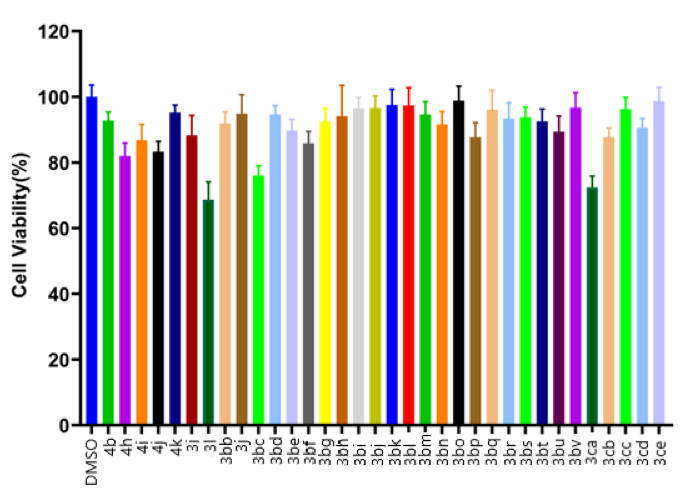 Cell Viability(%)
120
100
80
60
40
20
0
DMSO
4b
4h
4i
4j
4k
3i
3l
3bb
3j
3bc
3bd
3be
3bf
3bg
3bh
3bi
3bj
3bk
3bl
3bm
3bn
3bo
3bp
3bq
3br
3bs
3bt
3bu
3bv
3ca
3cb
3cc
3cd
3ce